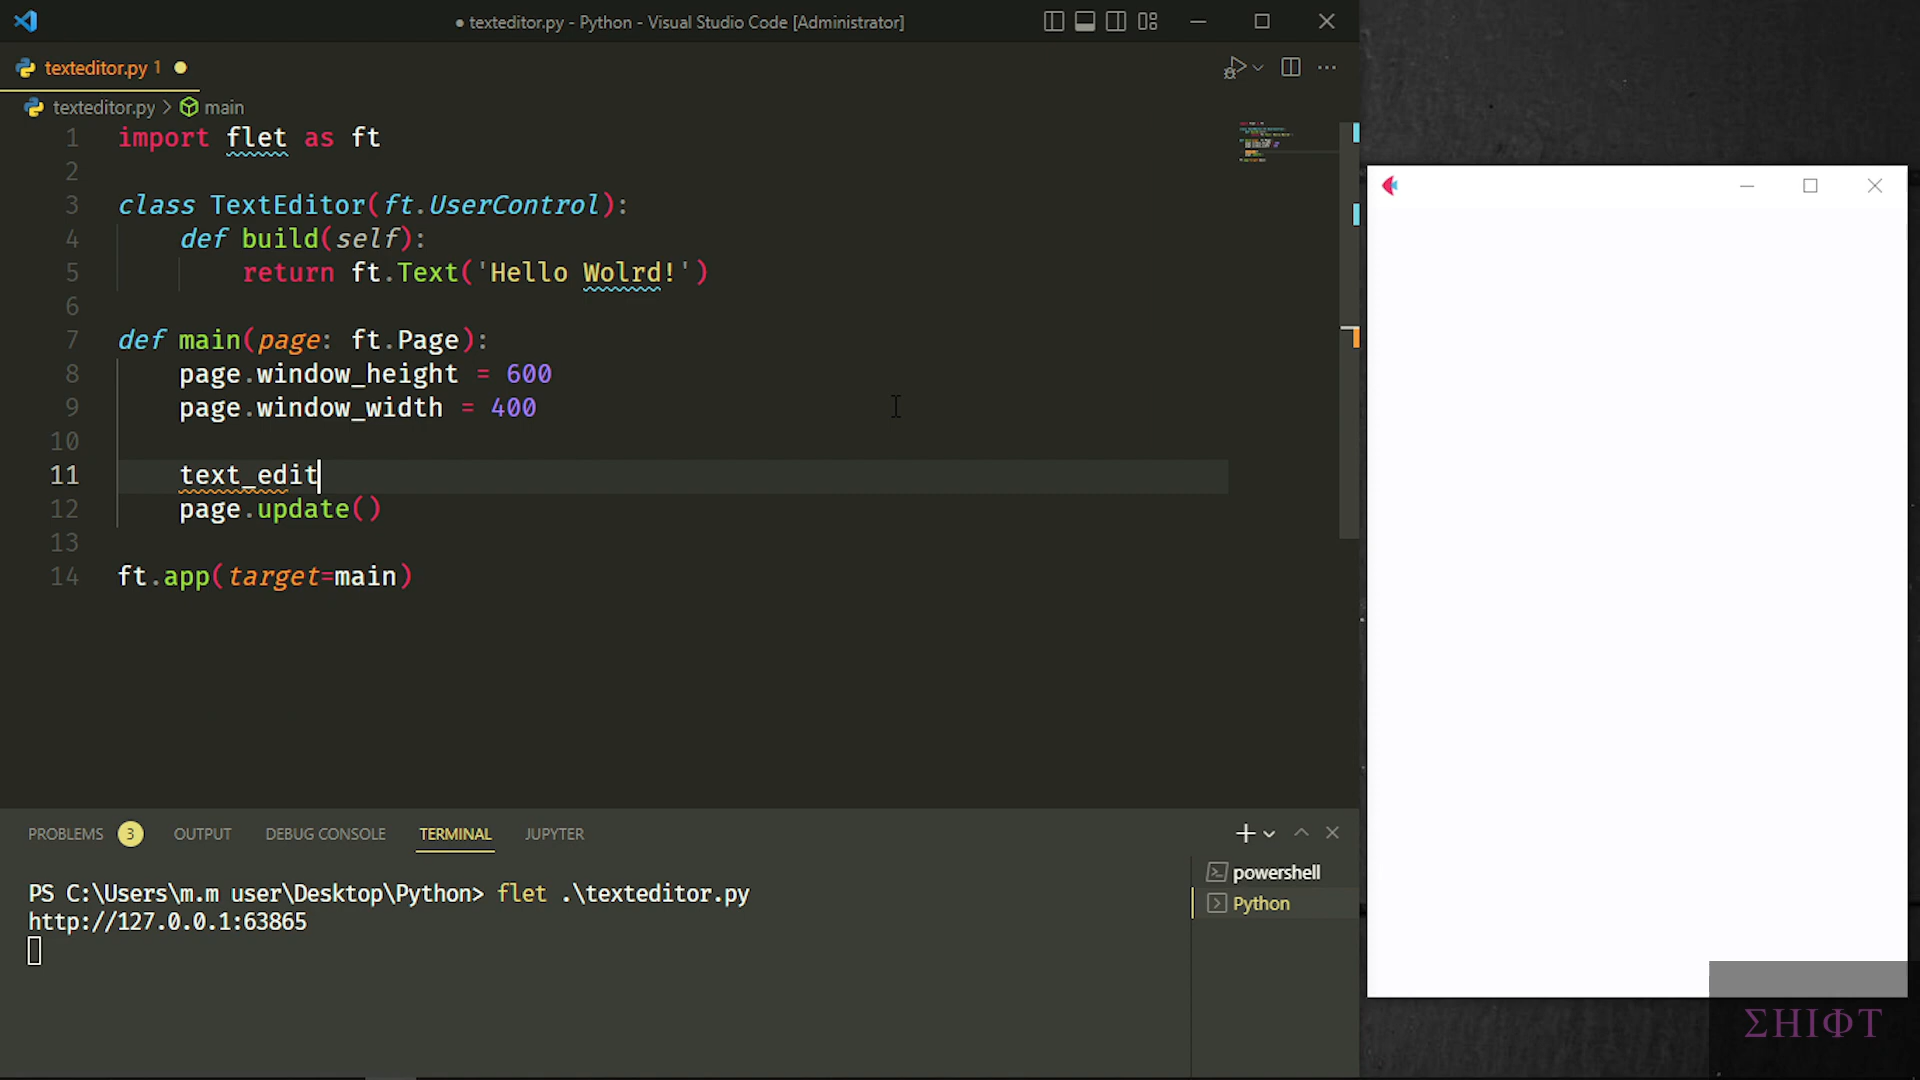 ● texteditor.py - Python - Visual Studio Code [Administrator]
texteditor.py 1 ●
texteditor.py > main
1 import flet as ft
2
3 class TextEditor(ft.UserControl):
4 def build(self):
5 return ft.Text('Hello Wolrd!')
6
7 def main(page: ft.Page):
8 page.window_height = 600
9 page.window_width = 400
10
11 text_edit
12 page.update()
13
14 ft.app(target=main)
PROBLEMS 3 OUTPUT DEBUG CONSOLE TERMINAL JUPYTER
PS C:\Users\m.m user\Desktop\Python> flet .\texteditor.py
http://127.0.0.1:63865
powershell
Python
ΣHIΦT